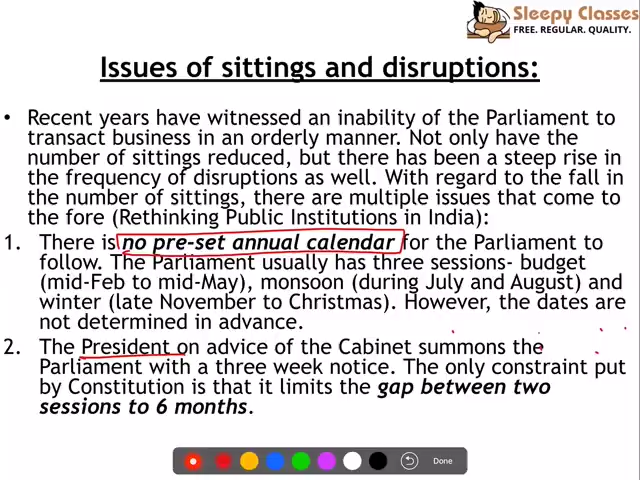 Sleepy Classes
FREE. REGULAR. QUALITY.
Issues of sittings and disruptions:
• Recent years have witnessed an inability of the Parliament to
transact business in an orderly manner. Not only have the
number of sittings reduced, but there has been a steep rise in
the frequency of disruptions as well. With regard to the fall in
the number of sittings, there are multiple issues that come to
the fore (Rethinking Public Institutions in India):
1. There is no pre-set annual calendar for the Parliament to
follow. The Parliament usually has three sessions- budget
(mid-Feb to mid-May), monsoon (during July and August) and
winter (late November to Christmas). However, the dates are
not determined in advance.
2. The President on advice of the Cabinet summons the
Parliament with a three week notice. The only constraint put
by Constitution is that it limits the gap between two
sessions to 6 months.
Done